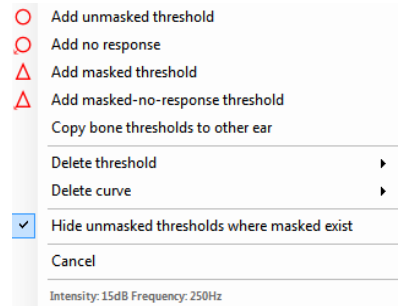 Add unmasked threshold
Add no response
Add masked threshold
Add masked-no-response threshold
Copy bone thresholds to other ear
Delete threshold
Delete curve
Hide unmasked thresholds where masked exist
Cancel
Intensity: 15dB Frequency: 250Hz